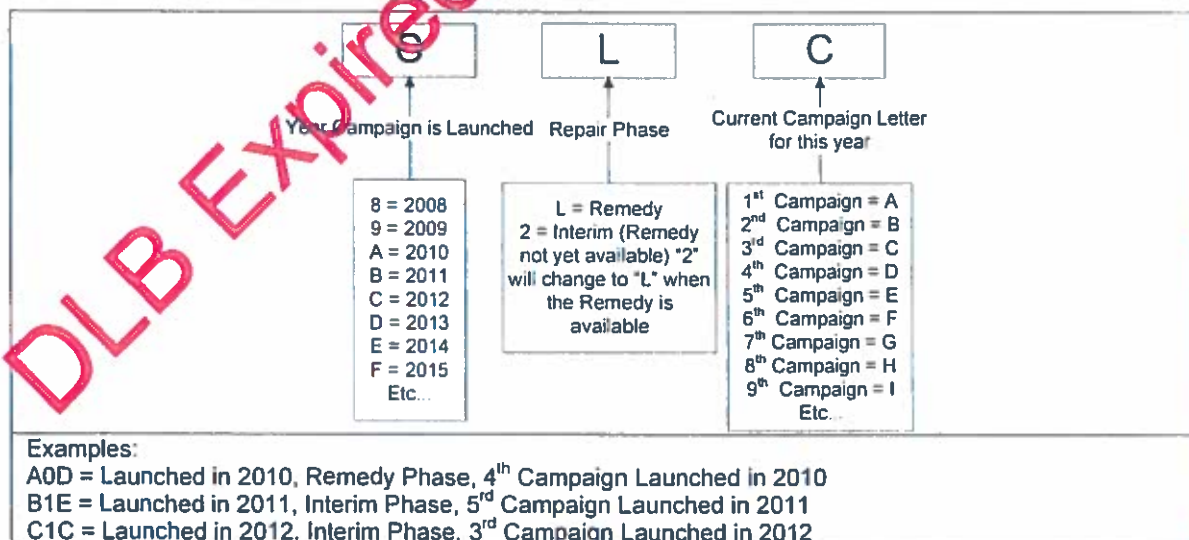 DLB Expired
L
C
Year Campaign is Launched
Repair Phase
Current Campaign Letter
for this year
8 = 2008
9 = 2009
A = 2010
B = 2011
C = 2012
D = 2013
E = 2014
F = 2015
Etc...
L = Remedy
2 = Interim (Remedy
not yet available) "2"
will change to "L" when
the Remedy is
available
1st Campaign = A
2nd Campaign = B
3rd Campaign = C
4th Campaign = D
5th Campaign = E
6th Campaign = F
7th Campaign = G
8th Campaign = H
9th Campaign = I
Etc...
Examples:
A0D = Launched in 2010, Remedy Phase, 4th Campaign Launched in 2010
B1E = Launched in 2011, Interim Phase, 5rd Campaign Launched in 2011
C1C = Launched in 2012, Interim Phase, 3rd Campaign Launched in 2012